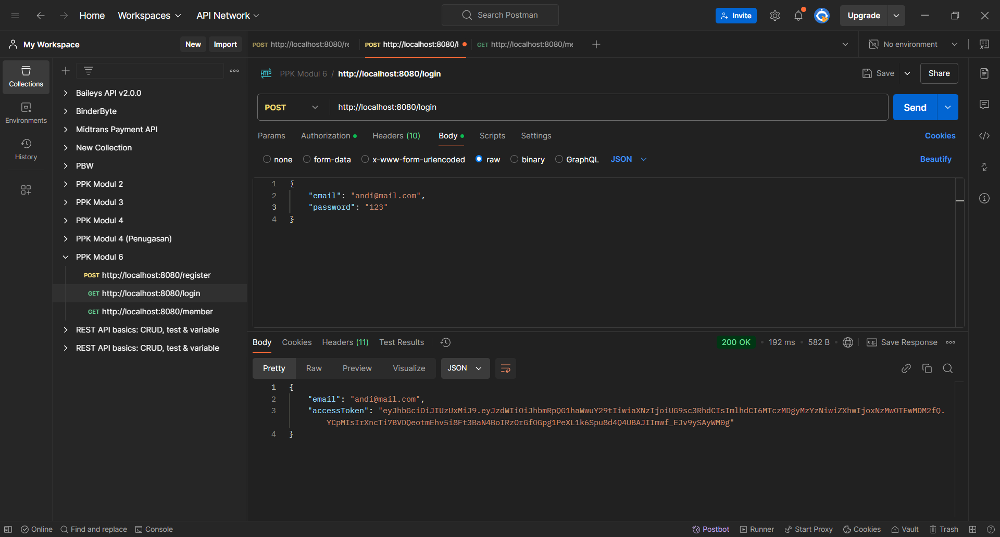 Home Workspaces API Network Search Postman Invite Upgrade
My Workspace New Import POST http://localhost:8080/re POST http://localhost:8080/l GET http://localhost:8080/me No environment
Collections
Environments
History
Baileys API v2.0.0
BinderByte
Midtrans Payment API
New Collection
PBW
PPK Modul 2
PPK Modul 3
PPK Modul 4
PPK Modul 4 (Penugasan)
PPK Modul 6
POST http://localhost:8080/register
GET http://localhost:8080/login
GET http://localhost:8080/member
REST API basics: CRUD, test & variable
REST API basics: CRUD, test & variable
HTTP PPK Modul 6 / http://localhost:8080/login Save Share
POST http://localhost:8080/login Send
Params Authorization Headers (10) Body Scripts Settings Cookies
none form-data x-www-form-urlencoded raw binary GraphQL JSON Beautify
1 {
2 "email": "andi@mail.com",
3 "password": "123"
4 }
Body Cookies Headers (11) Test Results 200 OK 192 ms 582 B e.g. Save Response
Pretty Raw Preview Visualize JSON
1 {
2 "email": "andi@mail.com",
3 "accessToken": "eyJhbGciOiJIUzUxMiJ9.eyJzdWIiOiJhbmRpQG1haWwuY29tIiwiaXNzIjoiUG9sc3RhdCIsImlhdCI6MTczMDgyMzYzNiwiZXhwIjoxNzMwOTEwMDM2fQ.
YCpMIsIrXncTi7BVDQeotmEhv5i8Ft3BaN4BoIRzOrGfOGpg1PeXL1k6Spu8d4Q4UBAJIImwf_EJv9ySAyWM0g"
4 }
Online Find and replace Console Postbot Runner Start Proxy Cookies Vault Trash